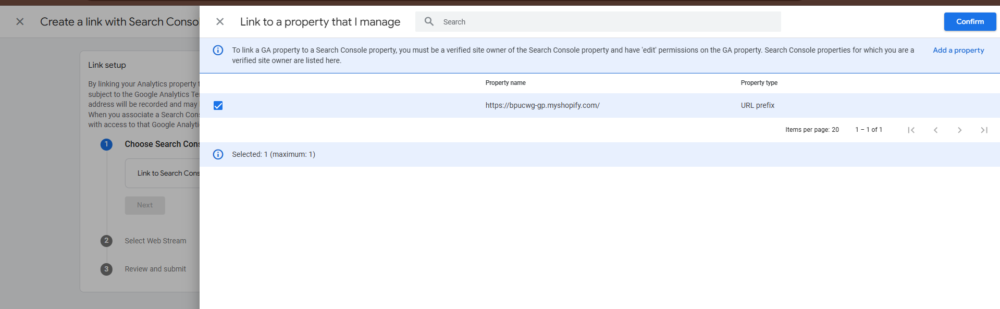 Create a link with Search Conso
Link setup
By linking your Analytics property t
subject to the Google Analytics Te
address will be recorded and may
When you associate a Search Cons
with access to that Google Analyti
1
Choose Search Cons
Link to Search Cons
Next
2
Select Web Stream
3
Review and submit
Link to a property that I manage
Search
Confirm
To link a GA property to a Search Console property, you must be a verified site owner of the Search Console property and have 'edit' permissions on the GA property. Search Console properties for which you are a
verified site owner are listed here.
Add a property
Property name Property type
https://bpucwg-gp.myshopify.com/ URL prefix
Items per page: 20 1 – 1 of 1
Selected: 1 (maximum: 1)